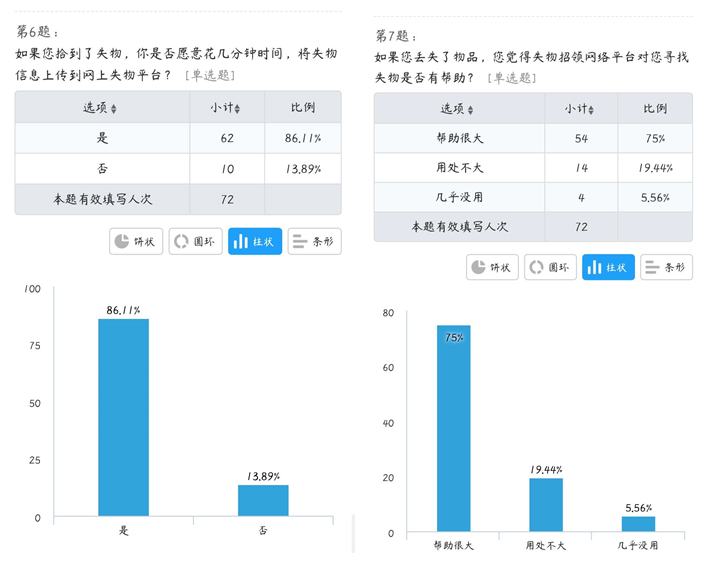 第6题：
如果您拾到了失物，你是否愿意花几分钟时间，将失物
信息上传到网上失物平台？ [单选题]
选项 小计 比例
是 62 86.11%
否 10 13.89%
本题有效填写人次 72
饼状 圆环 柱状 条形
100
75
50
25
0
86.11%
13.89%
是 否
第7题：
如果您丢失了物品，您觉得失物招领网络平台对您寻找
失物是否有帮助？ [单选题]
选项 小计 比例
帮助很大 54 75%
用处不大 14 19.44%
几乎没用 4 5.56%
本题有效填写人次 72
饼状 圆环 柱状 条形
80
60
40
20
0
75%
19.44%
5.56%
帮助很大 用处不大 几乎没用